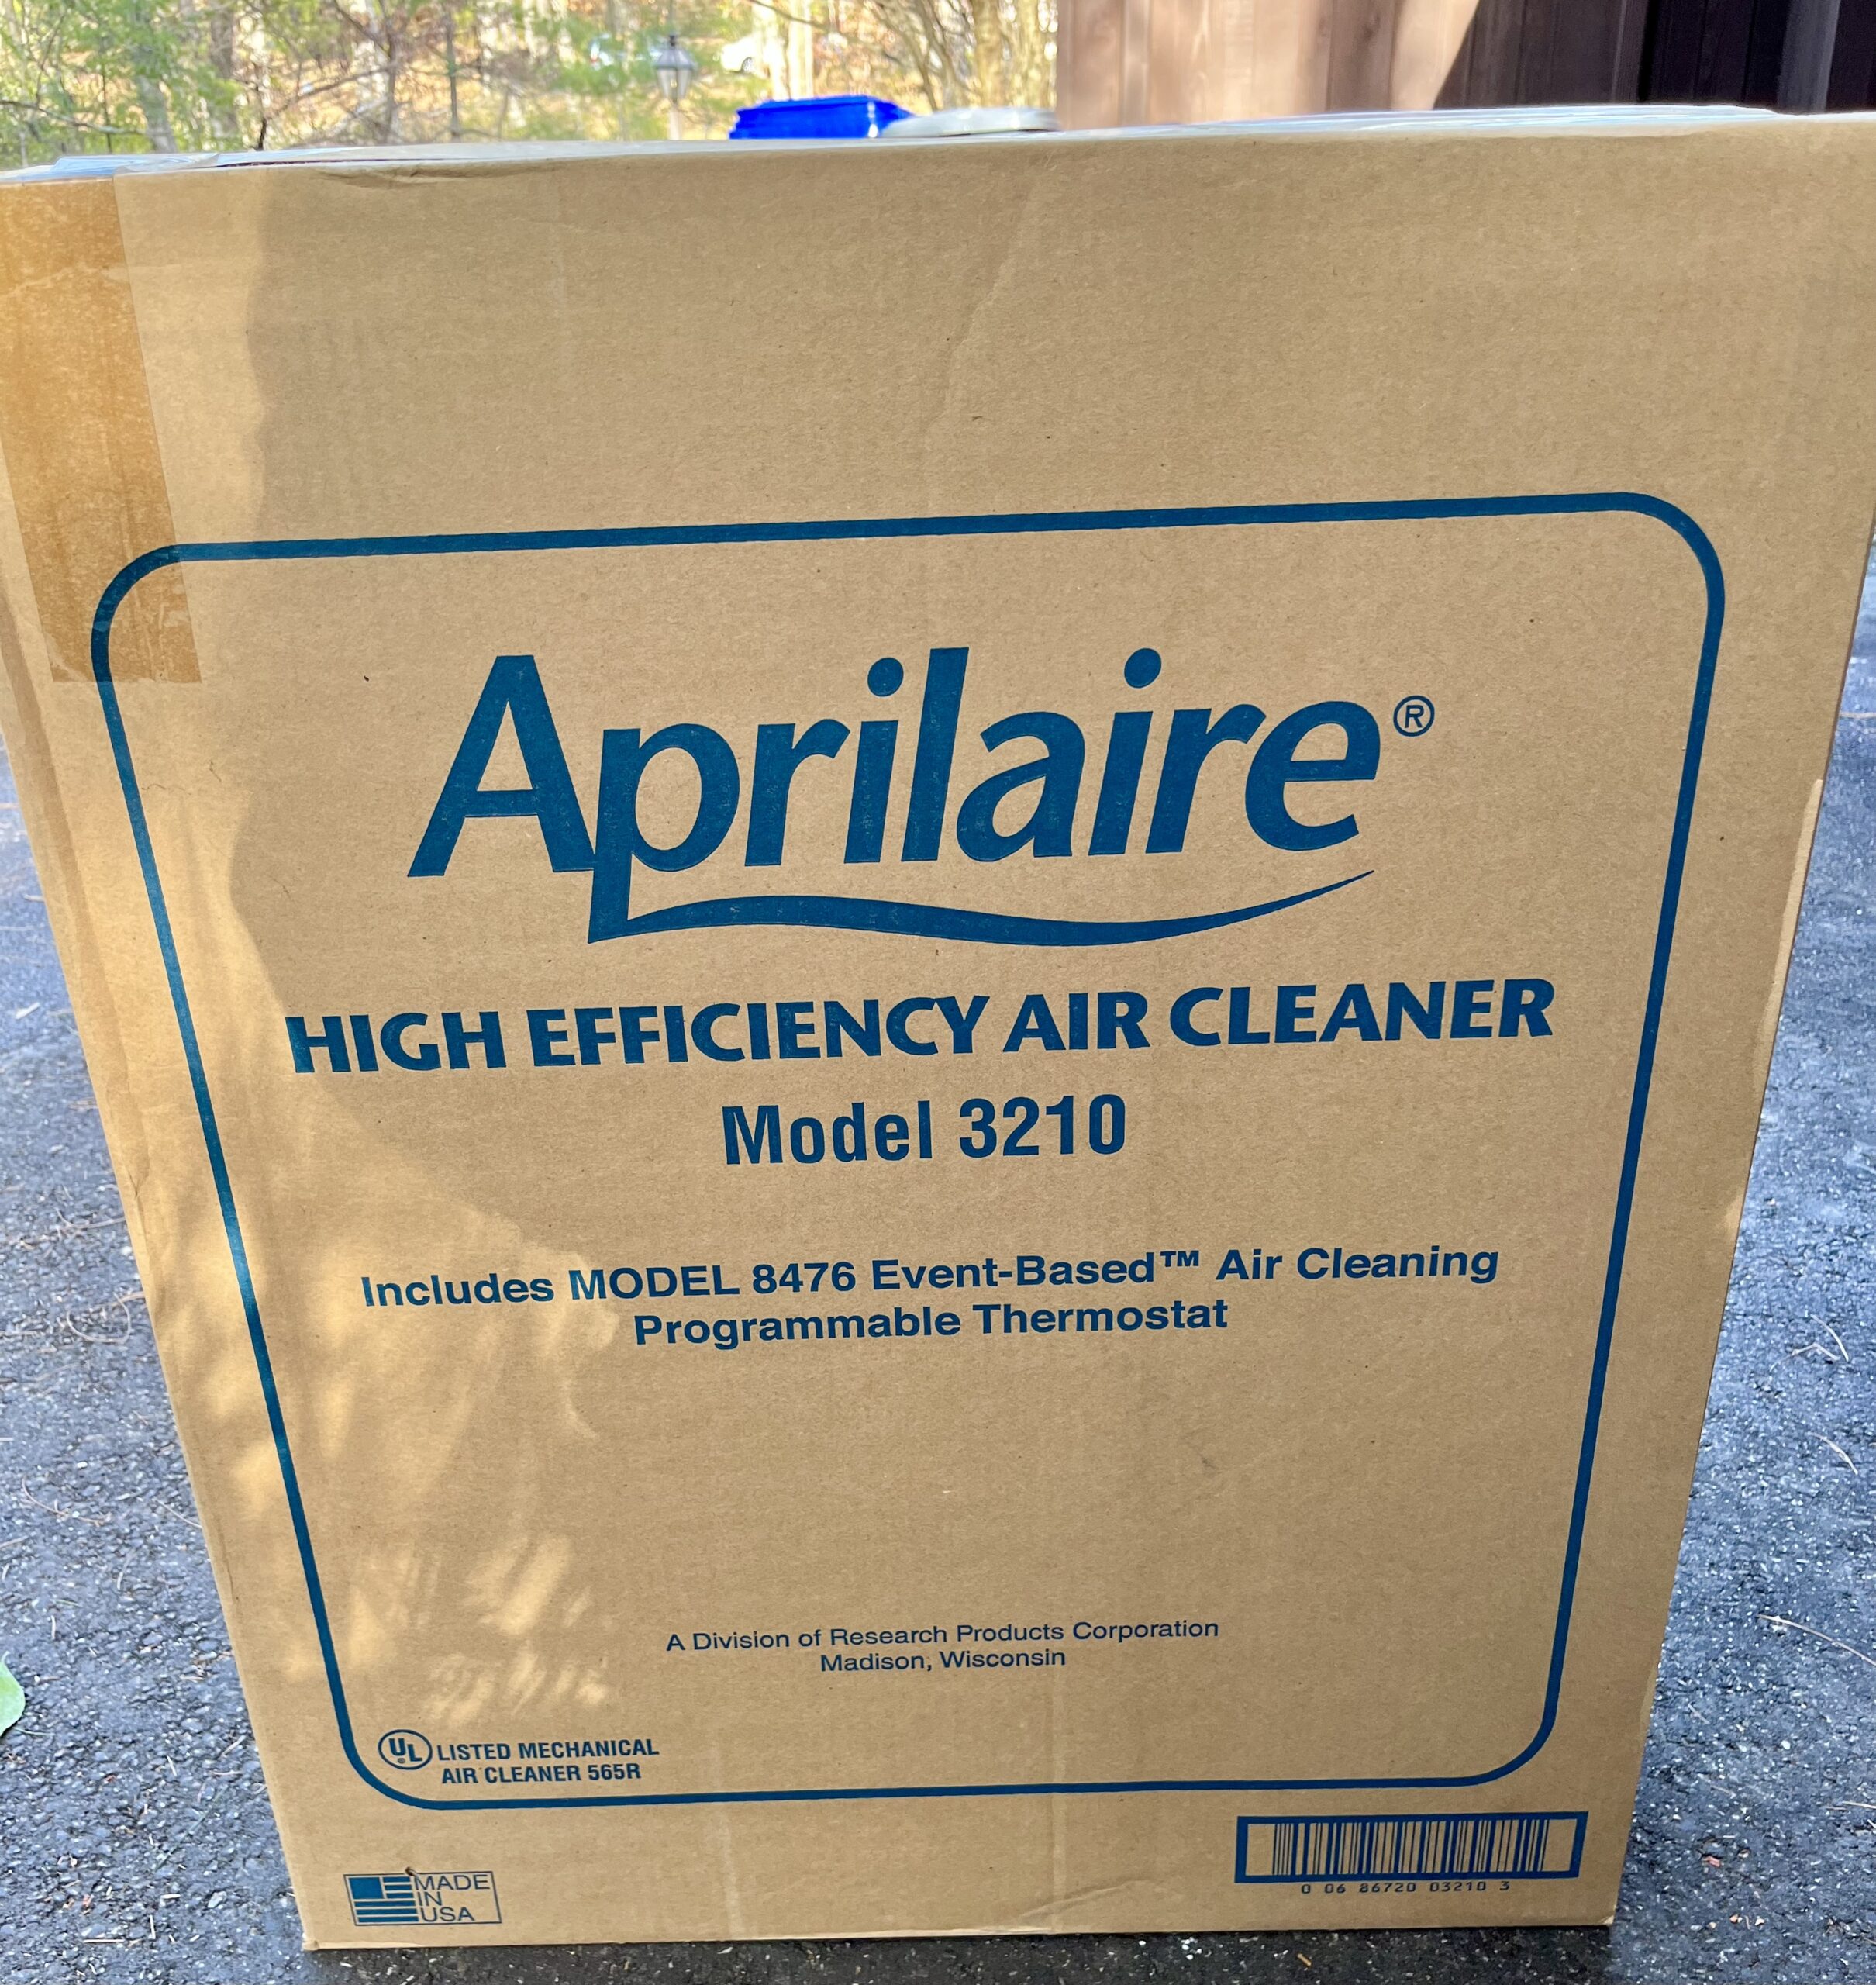 Aprilaire®
HIGH EFFICIENCY AIR CLEANER
Model 3210
Includes MODEL 8476 Event-Based™ Air Cleaning
Programmable Thermostat
A Division of Research Products Corporation
Madison, Wisconsin
UL LISTED MECHANICAL
AIR CLEANER 565R
MADE
IN
USA
0 06 86720 03210 3